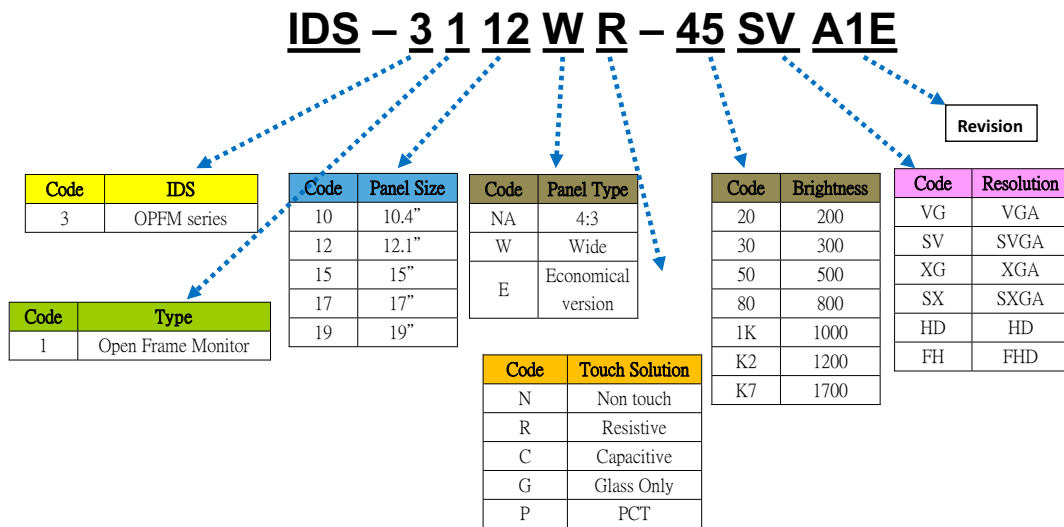 IDS – 3 1 12 W R – 45 SV A1E
Revision
Code IDS
3 OPFM series
Code Type
1 Open Frame Monitor
Code Panel Size
10 10.4”
12 12.1”
15 15”
17 17”
19 19”
Code Panel Type
NA 4:3
W Wide
E Economical
version
Code Touch Solution
N Non touch
R Resistive
C Capacitive
G Glass Only
P PCT
Code Brightness
20 200
30 300
50 500
80 800
1K 1000
K2 1200
K7 1700
Code Resolution
VG VGA
SV SVGA
XG XGA
SX SXGA
HD HD
FH FHD